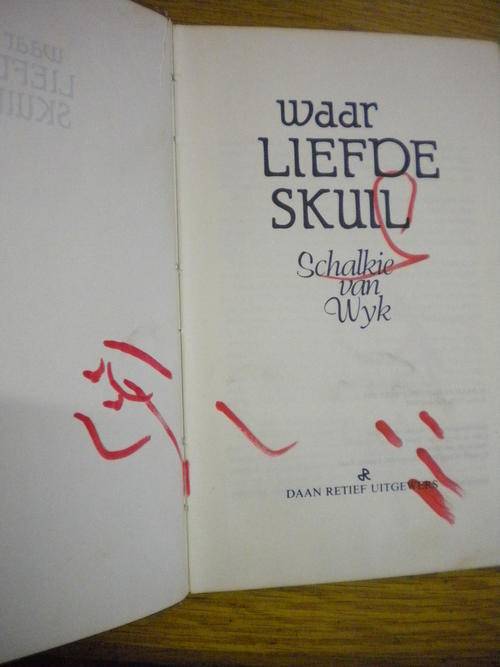 waar
LIEFDE
SKUIL
Schalkie
van
Wyk
DAAN RETIEF UITGEWERS